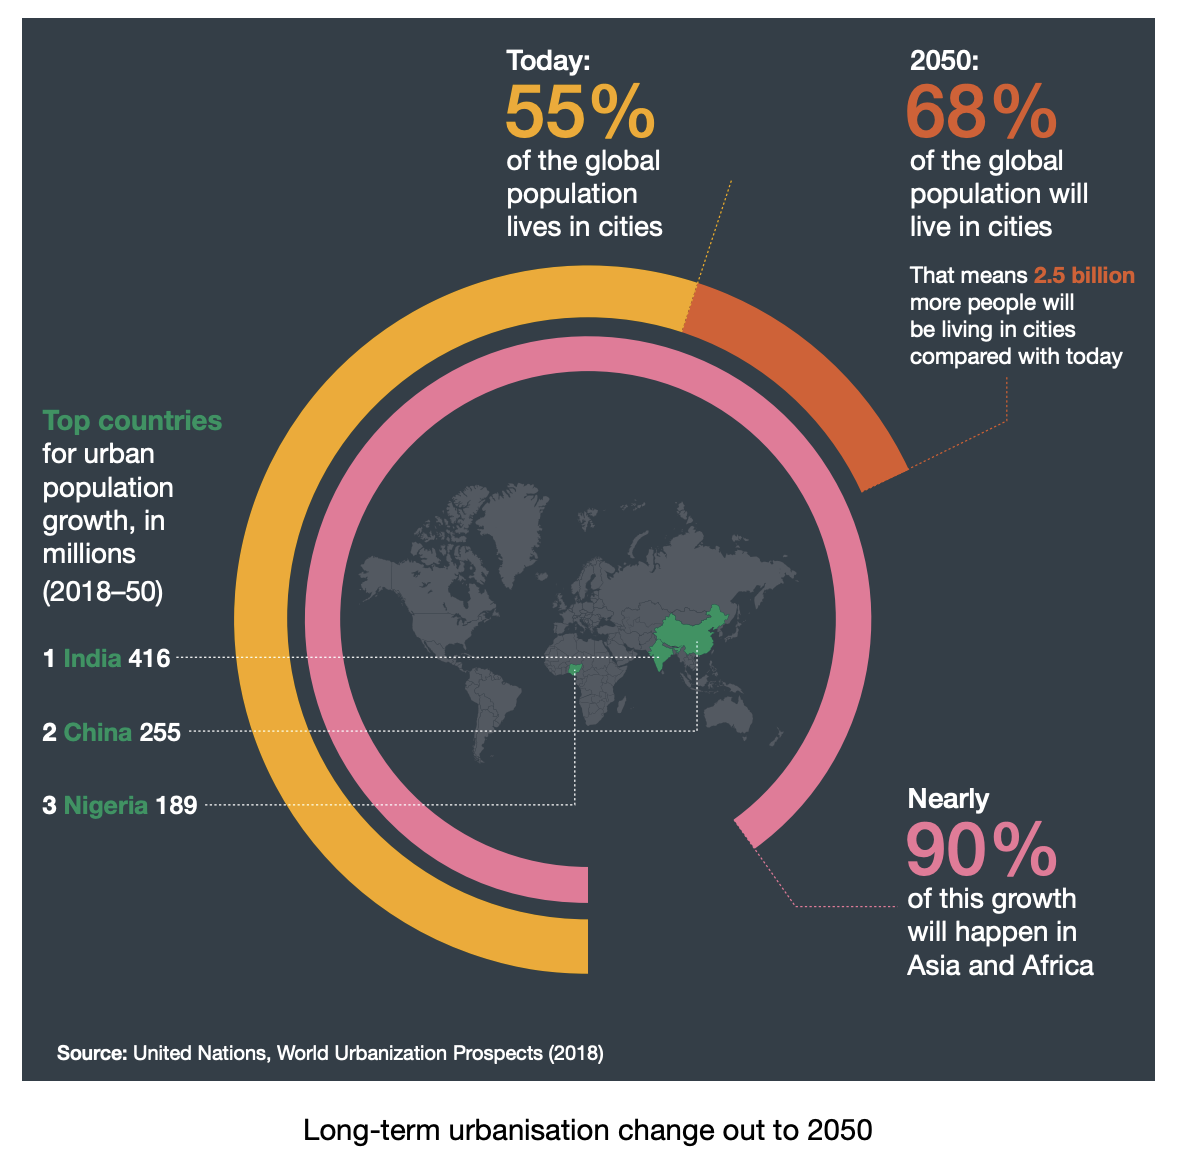 Today:
55%
of the global
population
lives in cities
2050:
68%
of the global
population will
live in cities
That means 2.5 billion
more people will
be living in cities
compared with today
Top countries
for urban
population
growth, in
millions
(2018–50)
1 India 416
2 China 255
3 Nigeria 189
Nearly
90%
of this growth
will happen in
Asia and Africa
Source: United Nations, World Urbanization Prospects (2018)
Long-term urbanisation change out to 2050